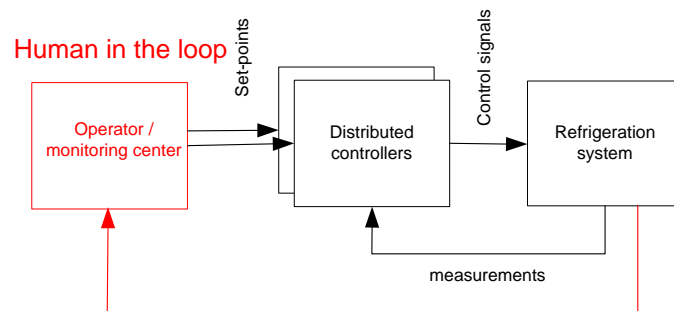 Human in the loop
Set-points
Control signals
Operator /
monitoring center
Distributed
controllers
Refrigeration
system
measurements